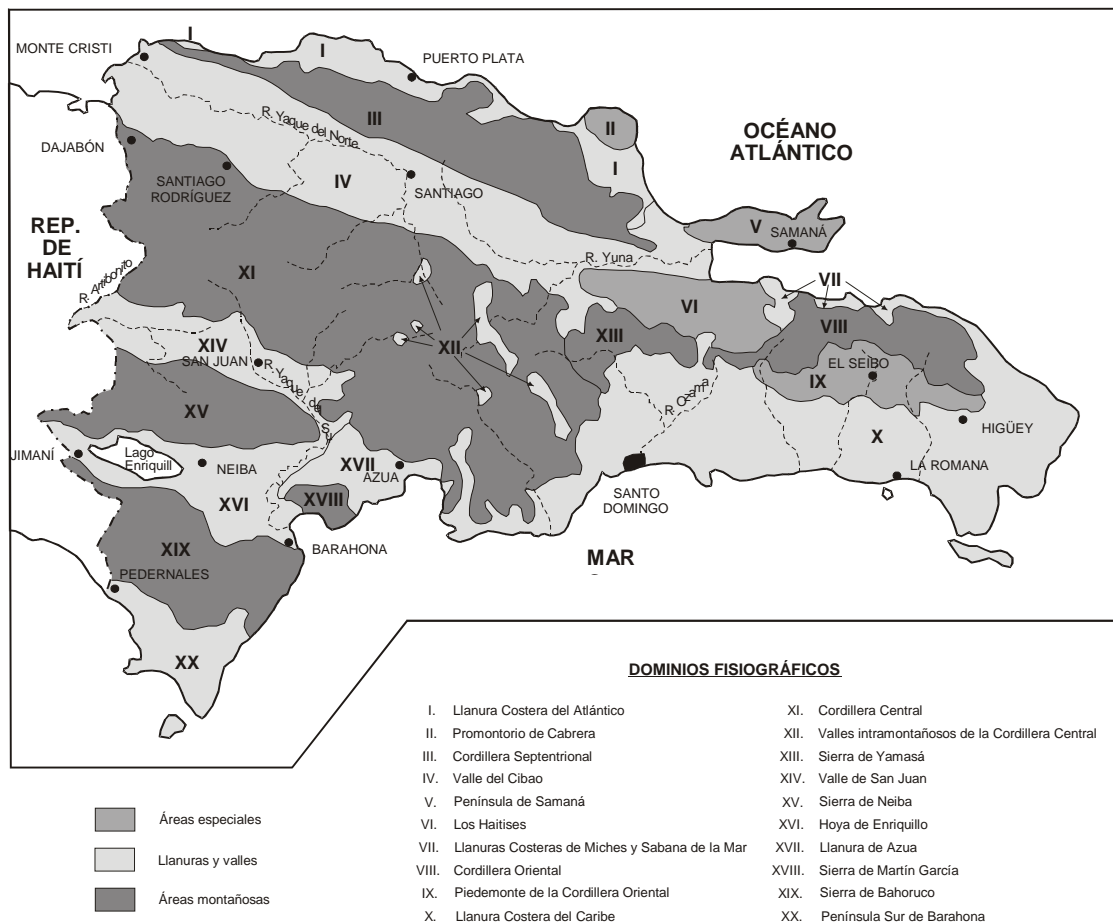 I
MONTE CRISTI
I
PUERTO PLATA
R. Yaque del Norte
III
II
OCÉANO
ATLÁNTICO
DAJABÓN
SANTIAGO
RODRÍGUEZ
IV
SANTIAGO
I
REP.
DE
HAITÍ
V
SAMANÁ
R. Yuna
R. Artibonito
XI
VII
VI
VIII
XIII
XII
XIV
SAN JUAN
R. Yaque del Su
EL SEIBO
IX
R. Ozama
XV
X
HIGÜEY
JIMANÍ
Lago
Enriquill
NEIBA
XVII
AZUA
LA ROMANA
XVI
XVIII
SANTO
DOMINGO
BARAHONA
MAR
XIX
PEDERNALES
XX
DOMINIOS FISIOGRÁFICOS
I. Llanura Costera del Atlántico
II. Promontorio de Cabrera
III. Cordillera Septentrional
IV. Valle del Cibao
V. Península de Samaná
VI. Los Haitises
VII. Llanuras Costeras de Miches y Sabana de la Mar
VIII. Cordillera Oriental
IX. Piedemonte de la Cordillera Oriental
X. Llanura Costera del Caribe
XI. Cordillera Central
XII. Valles intramontañosos de la Cordillera Central
XIII. Sierra de Yamasá
XIV. Valle de San Juan
XV. Sierra de Neiba
XVI. Hoya de Enriquillo
XVII. Llanura de Azua
XVIII. Sierra de Martín García
XIX. Sierra de Bahoruco
XX. Península Sur de Barahona
Áreas especiales
Llanuras y valles
Áreas montañosas